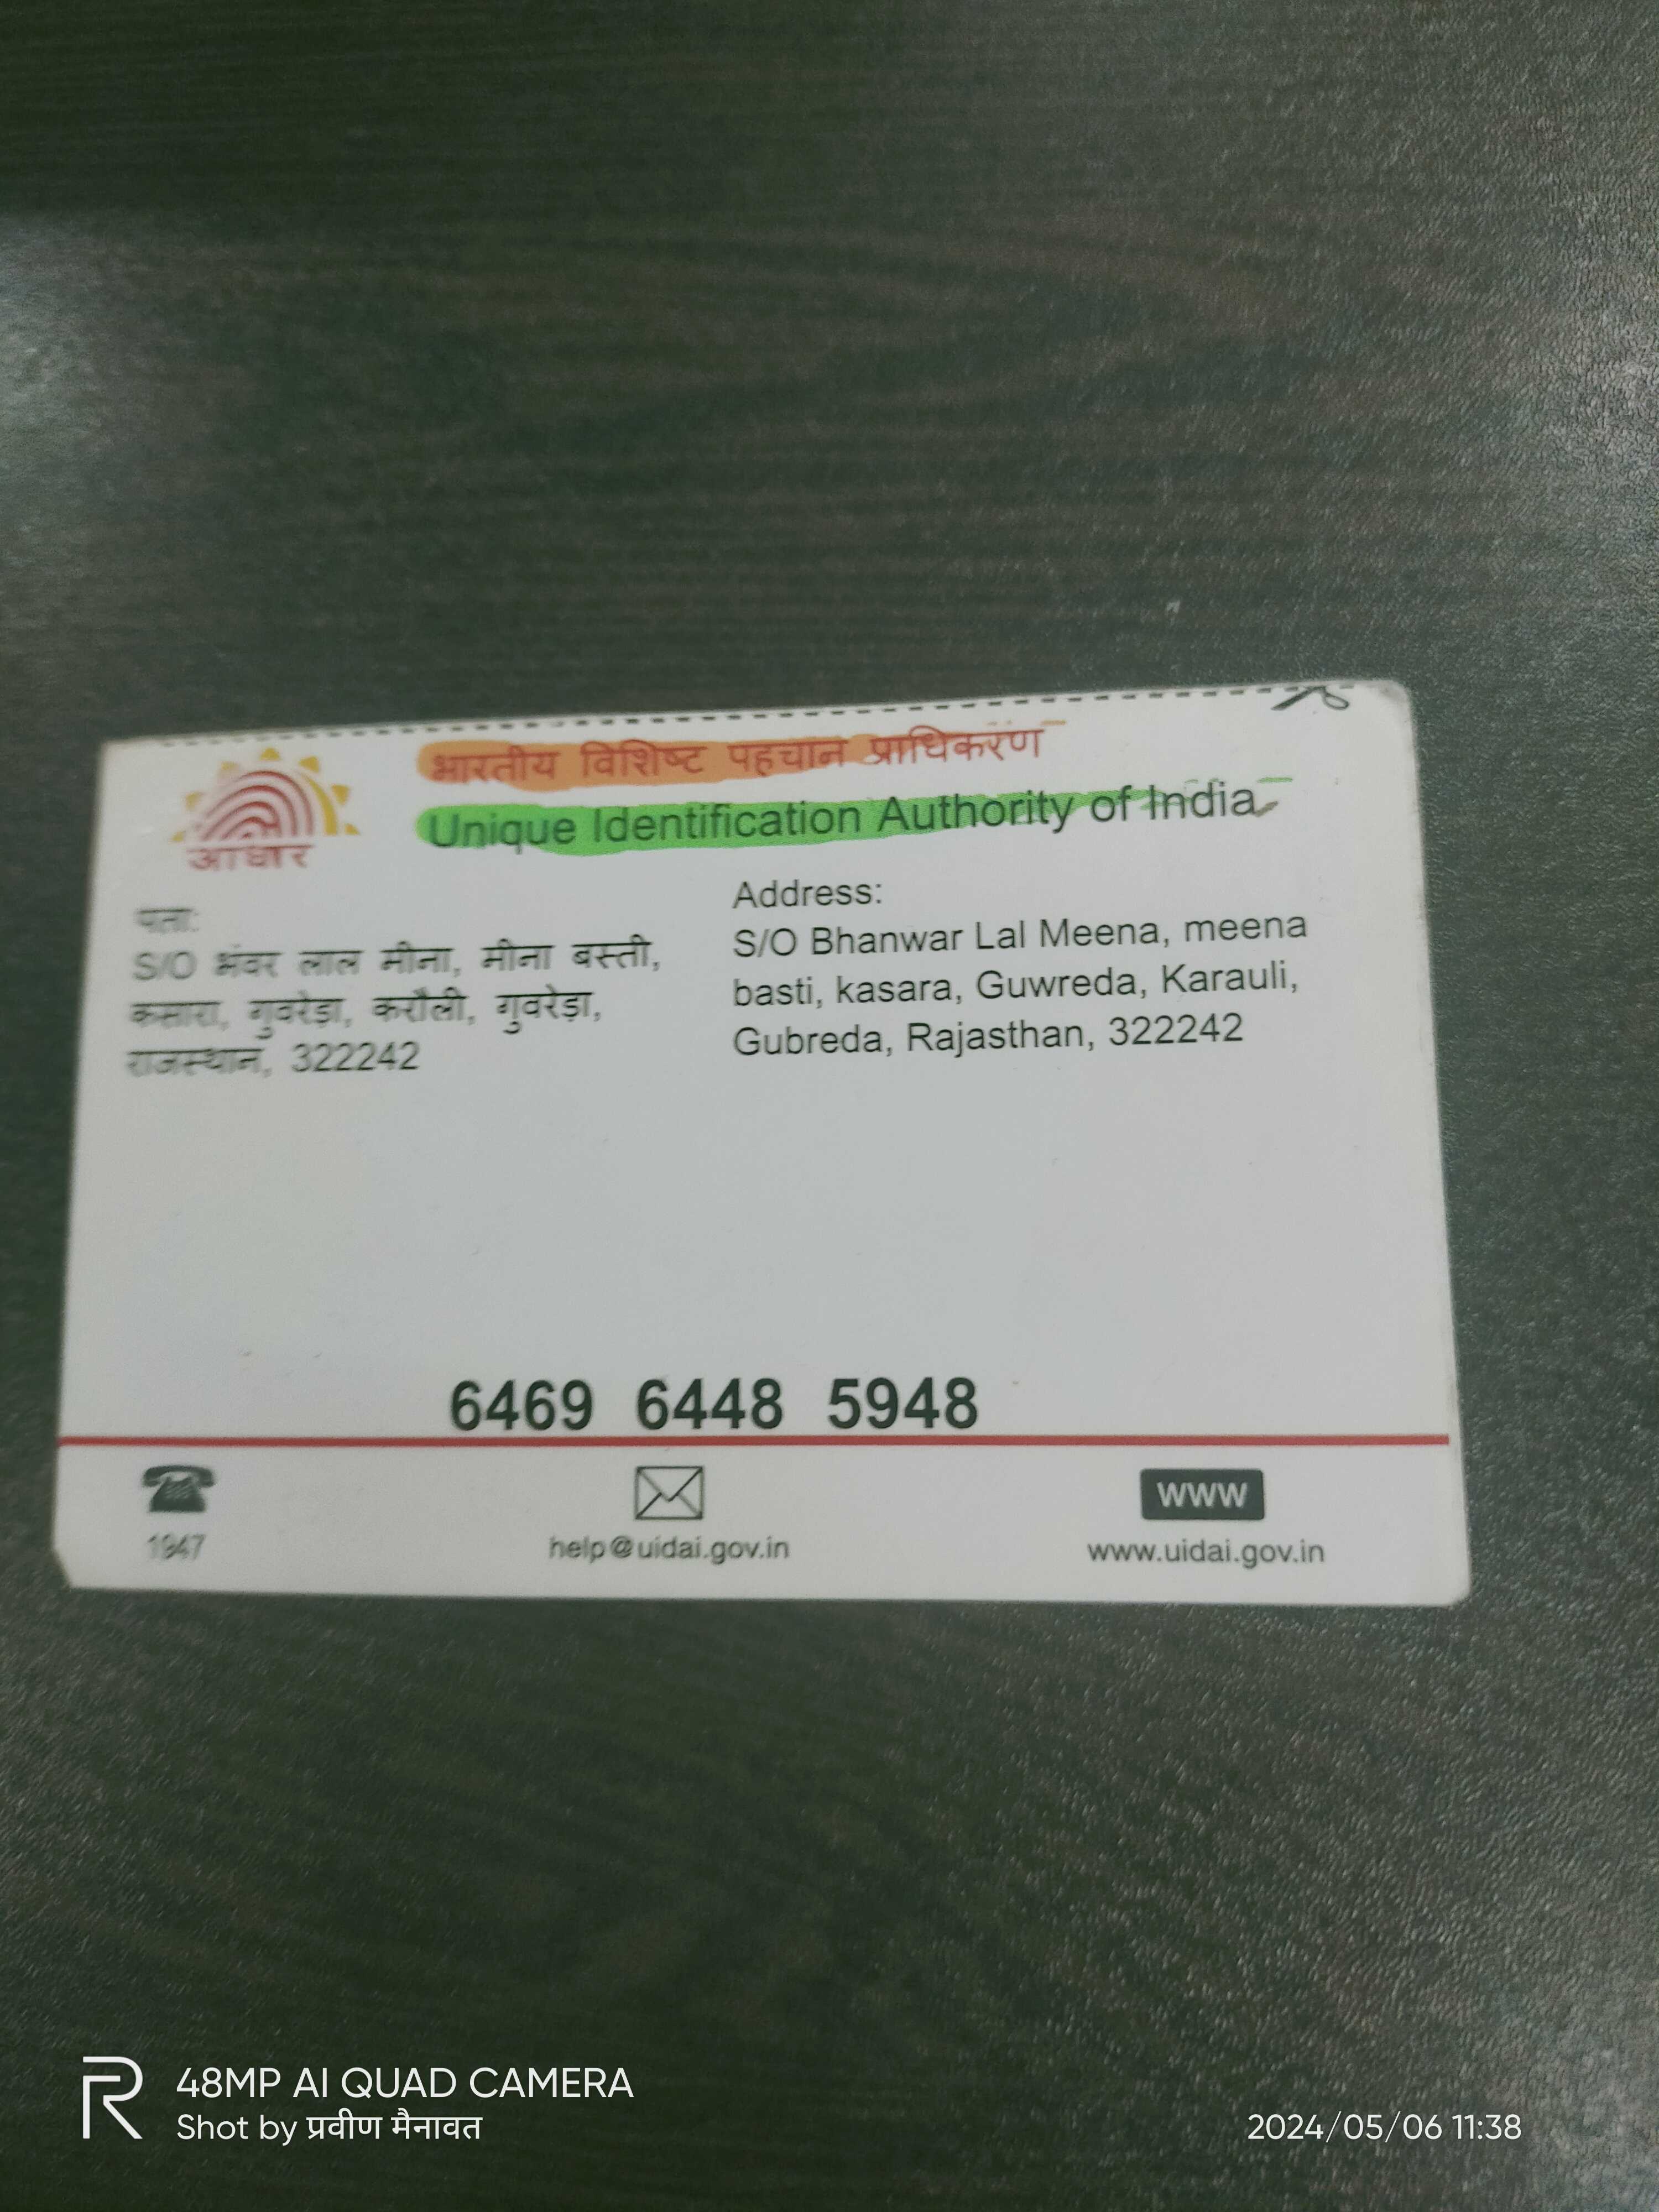 भारतीय विशिष्ट पहचान प्राधिकरण
Unique Identification Authority of India
आधार
पता:
S/O भंवर लाल मीना, मीना बस्ती,
कसारा, गुवरेड़ा, करौली, गुवरेड़ा,
राजस्थान, 322242
Address:
S/O Bhanwar Lal Meena, meena
basti, kasara, Guwreda, Karauli,
Gubreda, Rajasthan, 322242
6469 6448 5948
1947
help@uidai.gov.in
WWW
www.uidai.gov.in
48MP AI QUAD CAMERA
Shot by प्रवीण मैनावत
2024/05/06 11:38